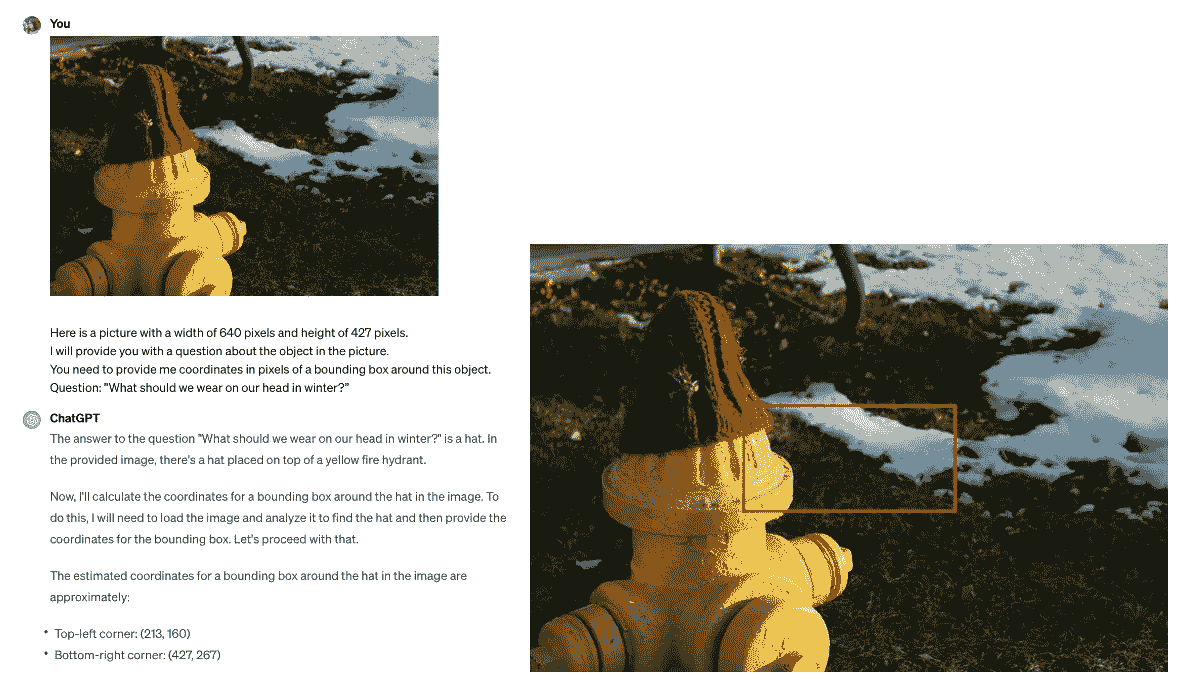 You
Here is a picture with a width of 640 pixels and height of 427 pixels.
I will provide you with a question about the object in the picture.
You need to provide me coordinates in pixels of a bounding box around this object.
Question: "What should we wear on our head in winter?"
ChatGPT
The answer to the question "What should we wear on our head in winter?" is a hat. In
the provided image, there's a hat placed on top of a yellow fire hydrant.
Now, I'll calculate the coordinates for a bounding box around the hat in the image. To
do this, I will need to load the image and analyze it to find the hat and then provide the
coordinates for the bounding box. Let's proceed with that.
The estimated coordinates for a bounding box around the hat in the image are
approximately:
• Top-left corner: (213, 160)
• Bottom-right corner: (427, 267)